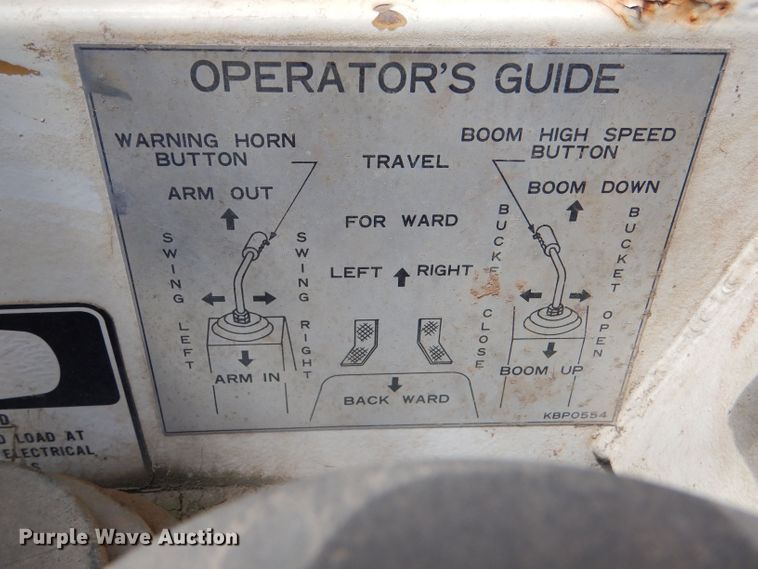 OPERATOR'S GUIDE
WARNING HORN
BUTTON
BOOM HIGH SPEED
BUTTON
TRAVEL
ARM OUT
BOOM DOWN
FOR WARD
SWING LEFT
SWING RIGHT
LEFT RIGHT
BUCKET CLOSE
BUCKET OPEN
ARM IN
BOOM UP
BACK WARD
KBP0554
D
D LOAD AT
ELECTRICAL
S
Purple Wave Auction